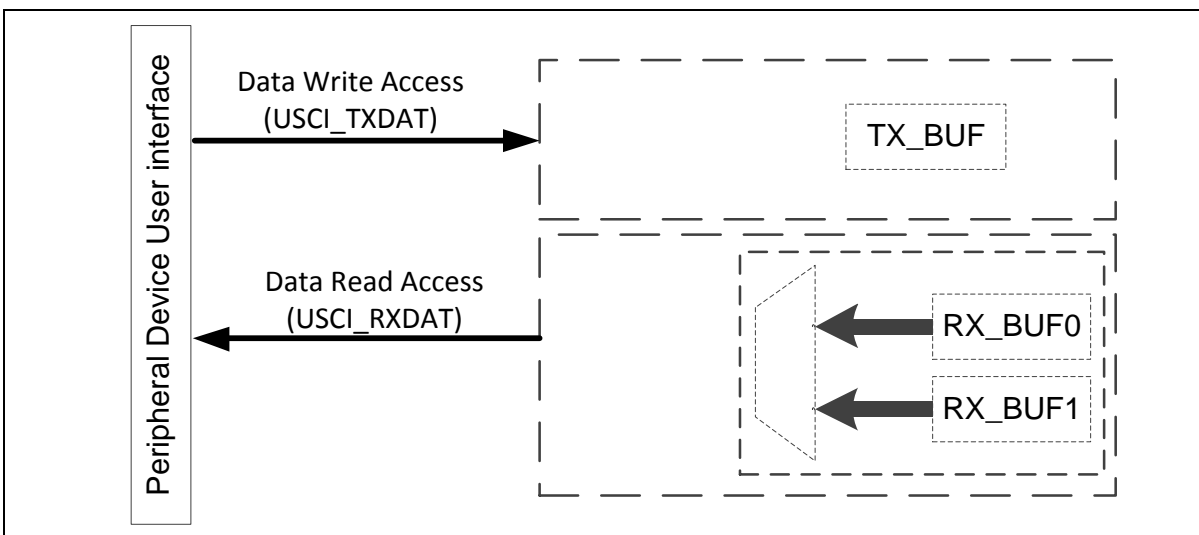 Peripheral Device User interface
Data Write Access
(USCI_TXDAT)
TX_BUF
Data Read Access
(USCI_RXDAT)
RX_BUF0
RX_BUF1